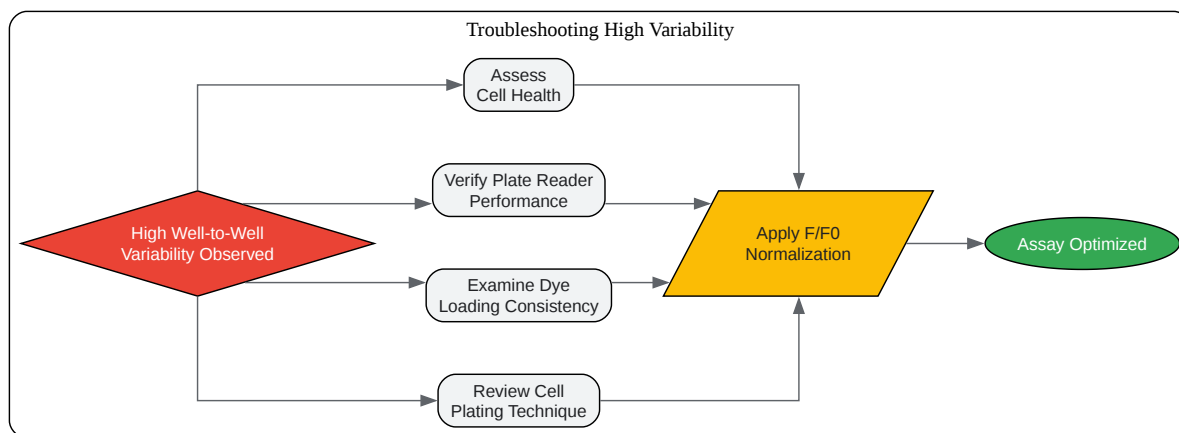 Troubleshooting High Variability
Assess
Cell Health
Verify Plate Reader
Performance
High Well-to-Well
Variability Observed
Apply F/F0
Normalization
Assay Optimized
Examine Dye
Loading Consistency
Review Cell
Plating Technique